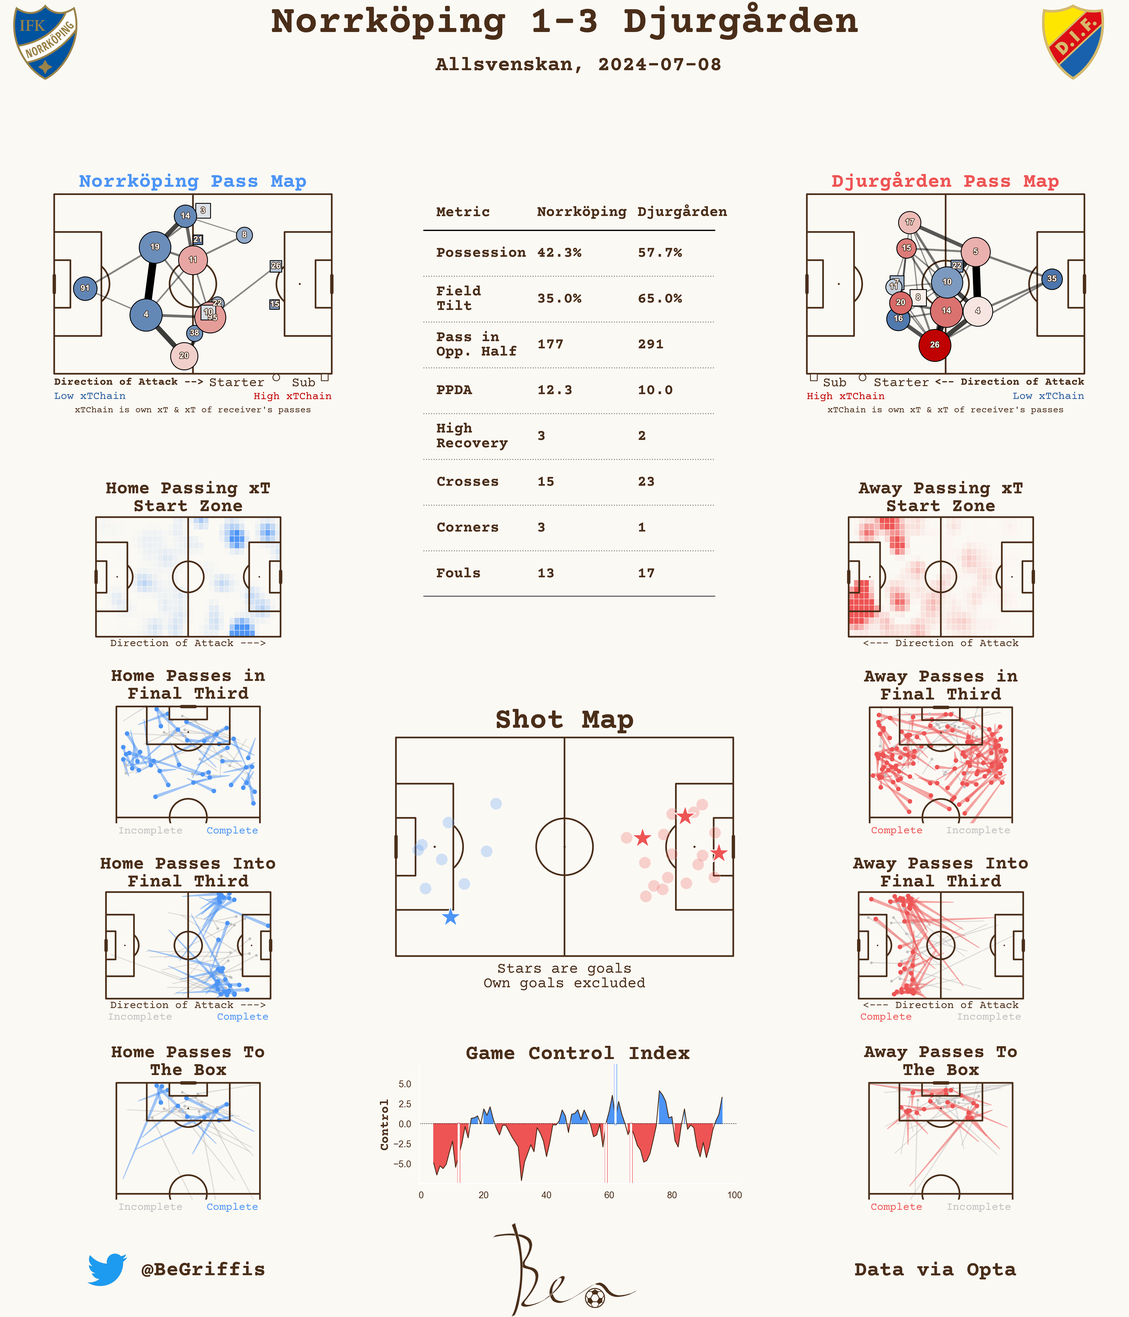 Norrköping 1-3 Djurgården
Allsvenskan, 2024-07-08
IFK
NORRKÖPING
D.I.F.
Norrköping Pass Map
14
3
8
21
19
11
26
91
22
15
10
4
38
20
Direction of Attack --> Starter Sub
Low xTChain High xTChain
xTChain is own xT & xT of receiver's passes
Metric Norrköping Djurgården
Possession 42.3% 57.7%
Field
Tilt 35.0% 65.0%
Pass in
Opp. Half 177 291
PPDA 12.3 10.0
High
Recovery 3 2
Crosses 15 23
Corners 3 1
Fouls 13 17
Djurgården Pass Map
17
15
5
22
35
10
11
8
20
14
4
16
26
Sub Starter <-- Direction of Attack
High xTChain Low xTChain
xTChain is own xT & xT of receiver's passes
Home Passing xT
Start Zone
Direction of Attack --->
Away Passing xT
Start Zone
<--- Direction of Attack
Home Passes in
Final Third
Incomplete Complete
Away Passes in
Final Third
Complete Incomplete
Shot Map
Stars are goals
Own goals excluded
Home Passes Into
Final Third
Direction of Attack --->
Incomplete Complete
Away Passes Into
Final Third
<--- Direction of Attack
Complete Incomplete
Home Passes To
The Box
Incomplete Complete
Game Control Index
Control
5.0
2.5
0.0
−2.5
−5.0
0 20 40 60 80 100
Away Passes To
The Box
Complete Incomplete
@BeGriffis
Ben
Data via Opta